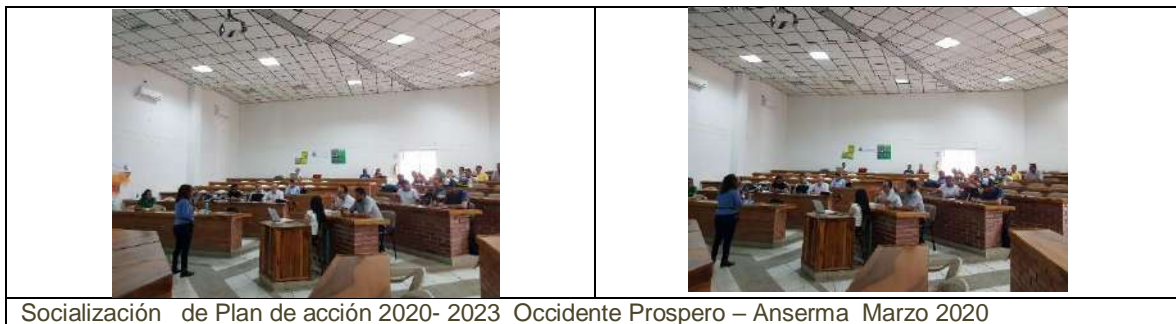 Socialización de Plan de acción 2020- 2023 Occidente Prospero – Anserma Marzo 2020